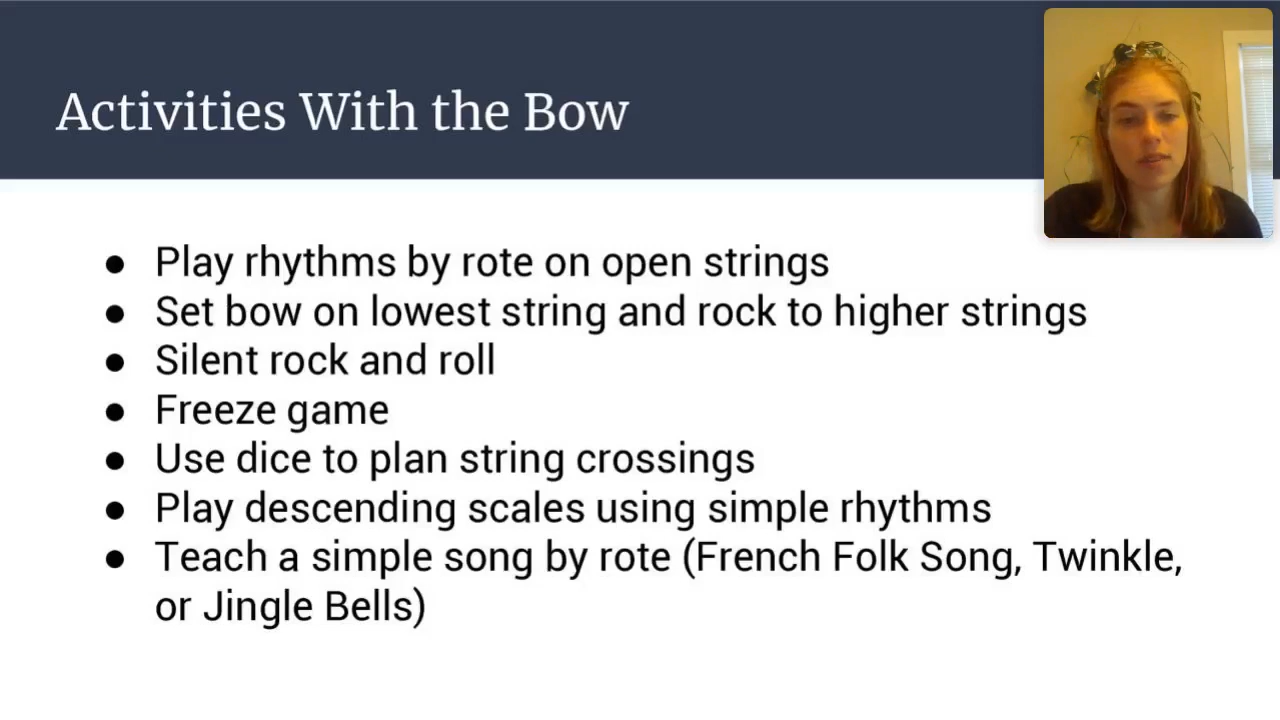 Activities With the Bow
● Play rhythms by rote on open strings
● Set bow on lowest string and rock to higher strings
● Silent rock and roll
● Freeze game
● Use dice to plan string crossings
● Play descending scales using simple rhythms
● Teach a simple song by rote (French Folk Song, Twinkle,
or Jingle Bells)